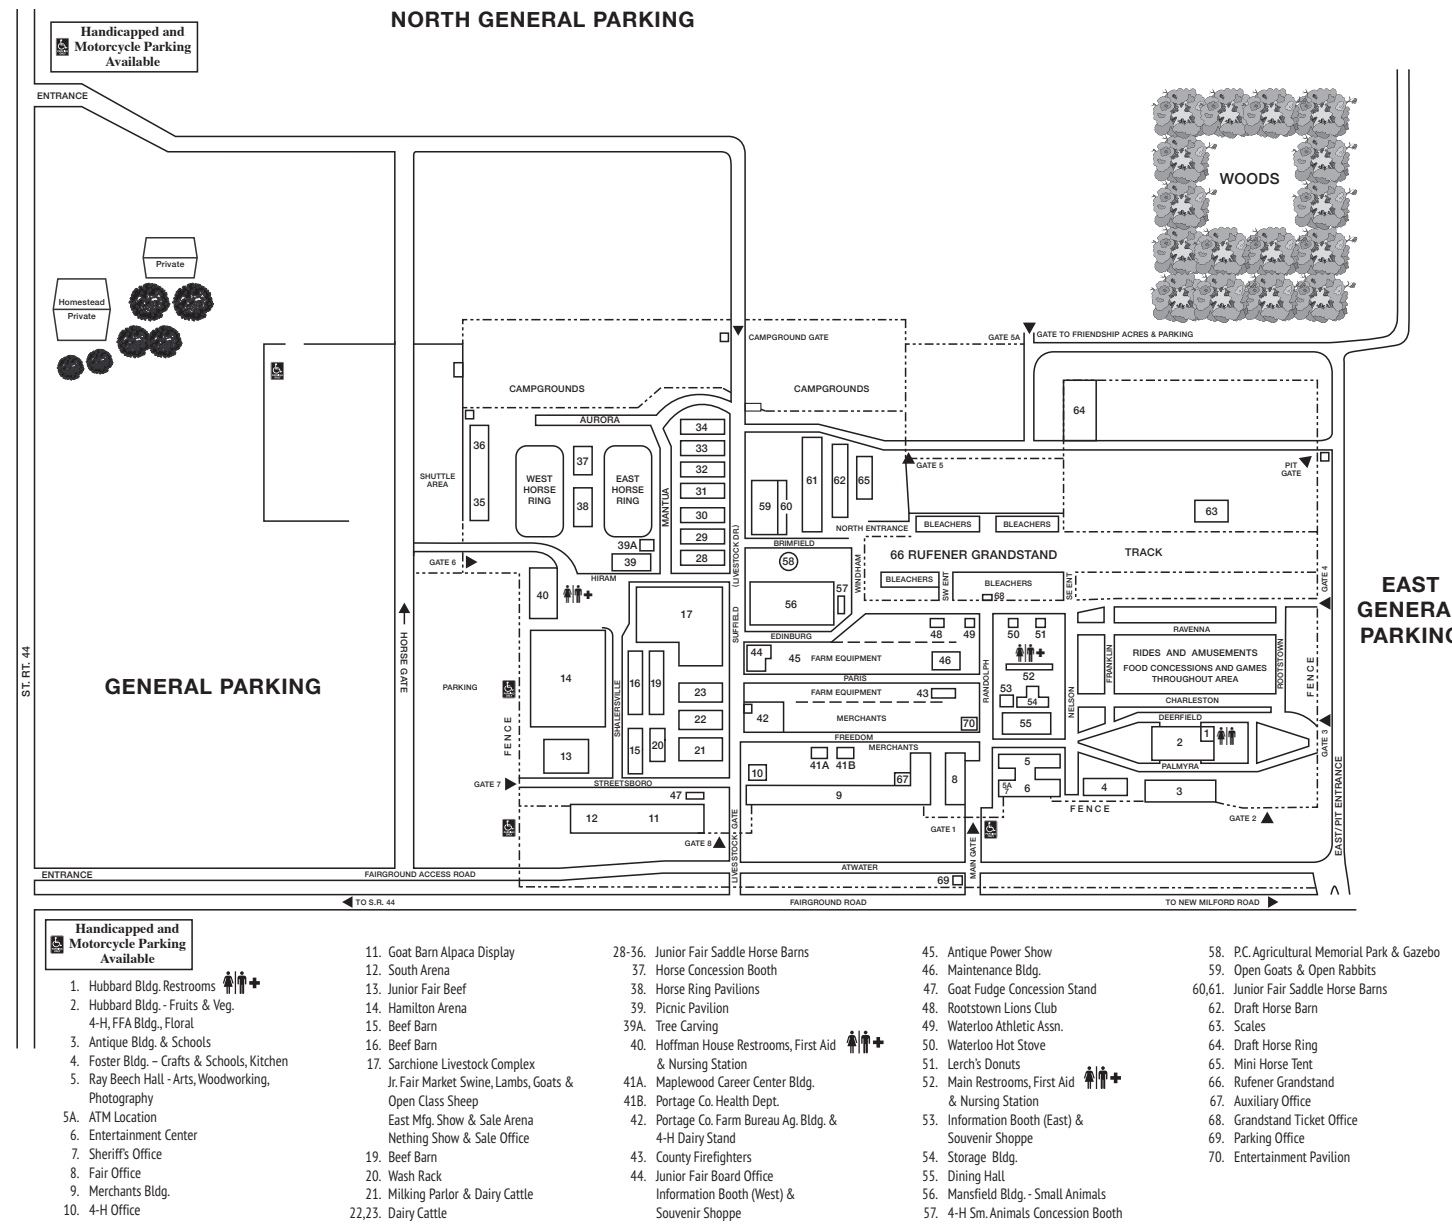 NORTH GENERAL PARKING
Handicapped and
Motorcycle Parking
Available
ENTRANCE
WOODS
Private
Homestead
Private
CAMPGROUND GATE
GATE 5A
GATE TO FRIENDSHIP ACRES & PARKING
CAMPGROUNDS
CAMPGROUNDS
64
AURORA
34
33
32
31
30
29
28
36
35
37
38
WEST
HORSE
RING
EAST
HORSE
RING
MANTUA
SHUTTLE
AREA
(LIVESTOCK DR.)
59
60
61
62
65
GATE 5
PIT
GATE
63
NORTH ENTRANCE
BLEACHERS
BLEACHERS
39A
39
BRIMFIELD
66 RUFENER GRANDSTAND
TRACK
GATE 6
HIRAM
58
WINDHAM
BLEACHERS
SW ENT
BLEACHERS
68
SE ENT
GATE 4
EAST
GENERA
PARKING
40
57
56
17
SUFFIELD
EDINBURG
48
49
50
51
RAVENNA
HORSE GATE
ST. RT. 44
GENERAL PARKING
PARKING
14
16
19
SHALERSVILLE
44
45
FARM EQUIPMENT
46
RANDOLPH
52
FRANKLIN
RIDES AND AMUSEMENTS
FOOD CONCESSIONS AND GAMES
THROUGHOUT AREA
ROOTSTOWN
FENCE
PARIS
23
22
21
FARM EQUIPMENT
43
53
54
NELSON
CHARLESTON
42
MERCHANTS
70
55
DEERFIELD
FENCE
13
15
20
FREEDOM
MERCHANTS
41A
41B
1
2
GATE 3
PALMYRA
10
67
8
5
5A
7
6
4
3
GATE 7
STREETSBORO
47
9
FENCE
12
11
GATE 8
LIVESSTOCK GATE
GATE 1
MAIN GATE
GATE 2
EAST/PIT ENTRANCE
ENTRANCE
FAIRGROUND ACCESS ROAD
ATWATER
69
TO S.R. 44
FAIRGROUND ROAD
TO NEW MILFORD ROAD
Handicapped and
Motorcycle Parking
Available
1. Hubbard Bldg. Restrooms
2. Hubbard Bldg. - Fruits & Veg.
4-H, FFA Bldg., Floral
3. Antique Bldg. & Schools
4. Foster Bldg. – Crafts & Schools, Kitchen
5. Ray Beech Hall - Arts, Woodworking,
Photography
5A. ATM Location
6. Entertainment Center
7. Sheriff's Office
8. Fair Office
9. Merchants Bldg.
10. 4-H Office
11. Goat Barn Alpaca Display
12. South Arena
13. Junior Fair Beef
14. Hamilton Arena
15. Beef Barn
16. Beef Barn
17. Sarchione Livestock Complex
Jr. Fair Market Swine, Lambs, Goats &
Open Class Sheep
East Mfg. Show & Sale Arena
Nething Show & Sale Office
19. Beef Barn
20. Wash Rack
21. Milking Parlor & Dairy Cattle
22,23. Dairy Cattle
28-36. Junior Fair Saddle Horse Barns
37. Horse Concession Booth
38. Horse Ring Pavilions
39. Picnic Pavilion
39A. Tree Carving
40. Hoffman House Restrooms, First Aid
& Nursing Station
41A. Maplewood Career Center Bldg.
41B. Portage Co. Health Dept.
42. Portage Co. Farm Bureau Ag. Bldg. &
4-H Dairy Stand
43. County Firefighters
44. Junior Fair Board Office
Information Booth (West) &
Souvenir Shoppe
45. Antique Power Show
46. Maintenance Bldg.
47. Goat Fudge Concession Stand
48. Rootstown Lions Club
49. Waterloo Athletic Assn.
50. Waterloo Hot Stove
51. Lerch's Donuts
52. Main Restrooms, First Aid
& Nursing Station
53. Information Booth (East) &
Souvenir Shoppe
54. Storage Bldg.
55. Dining Hall
56. Mansfield Bldg. - Small Animals
57. 4-H Sm. Animals Concession Booth
58. P.C. Agricultural Memorial Park & Gazebo
59. Open Goats & Open Rabbits
60,61. Junior Fair Saddle Horse Barns
62. Draft Horse Barn
63. Scales
64. Draft Horse Ring
65. Mini Horse Tent
66. Rufener Grandstand
67. Auxiliary Office
68. Grandstand Ticket Office
69. Parking Office
70. Entertainment Pavilion